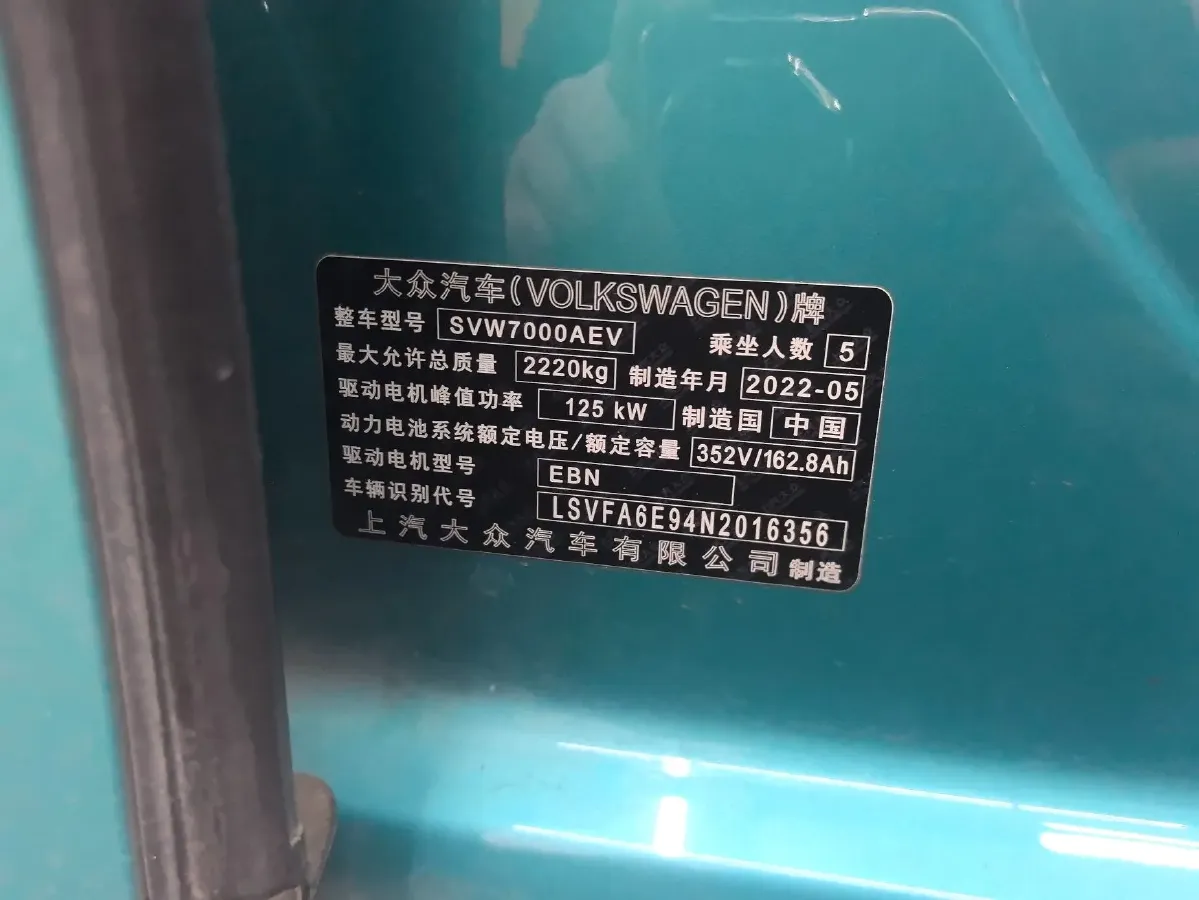 大众汽车(VOLKSWAGEN)牌
整车型号 SVW7000AEV 乘坐人数 5
最大允许总质量 2220kg 制造年月 2022-05
驱动电机峰值功率 125 kW 制造国 中国
动力电池系统额定电压/额定容量 352V/162.8Ah
驱动电机型号 EBN
车辆识别代号 LSVFA6E94N2016356
上汽大众汽车有限公司 制造